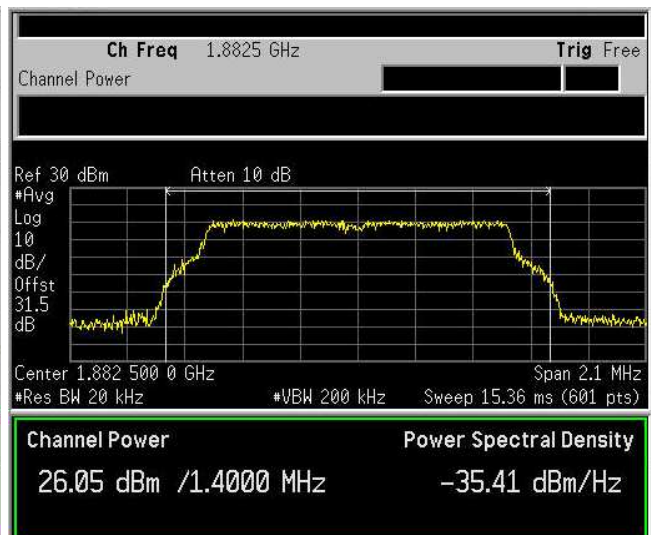 Ch Freq 1.8825 GHz Trig Free
Channel Power
Ref 30 dBm Atten 10 dB
#Avg
Log
10
dB/
Offst
31.5
dB
Center 1.882 500 0 GHz Span 2.1 MHz
#Res BW 20 kHz #VBW 200 kHz Sweep 15.36 ms (601 pts)
Channel Power Power Spectral Density
26.05 dBm /1.4000 MHz -35.41 dBm/Hz